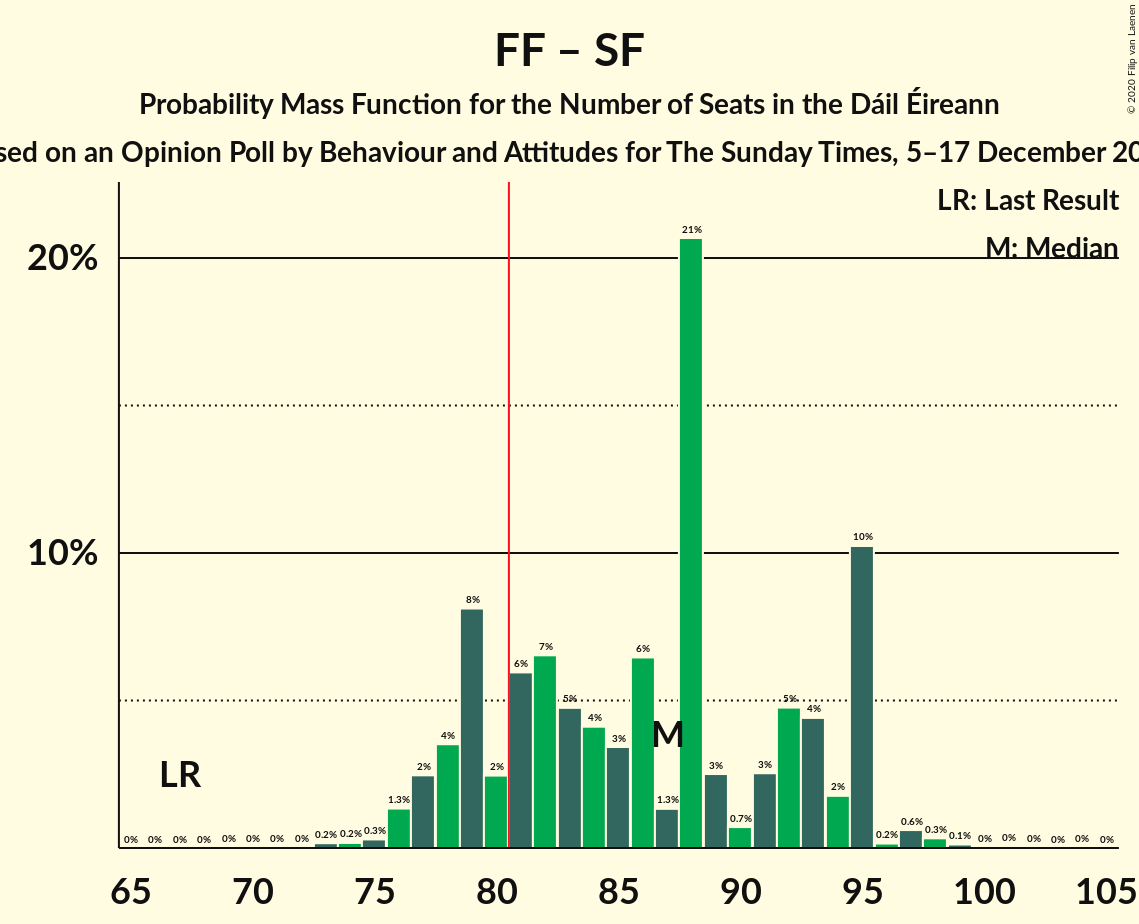 FF – SF
Probability Mass Function for the Number of Seats in the Dáil Éireann
sed on an Opinion Poll by Behaviour and Attitudes for The Sunday Times, 5–17 December 20
© 2020 Filip van Laenen
LR: Last Result
M: Median
20%
10%
21%
10%
8%
7%
6%
6%
5%
5%
4%
4%
4%
3%
3%
3%
2%
2%
2%
1.3%
1.3%
0.7%
0.6%
0.3%
0.3%
0.2%
0.2%
0.2%
0.1%
0% 0% 0% 0% 0% 0% 0% 0%
0% 0% 0% 0% 0% 0%
LR
M
65 70 75 80 85 90 95 100 105